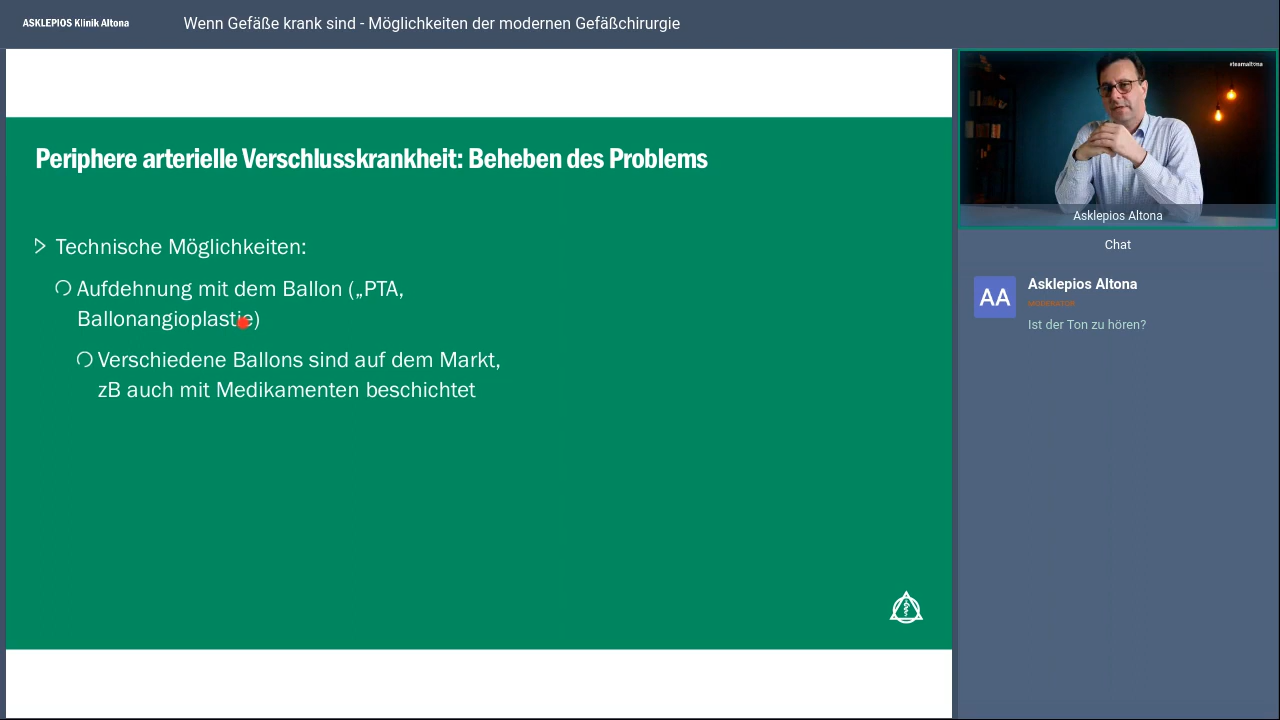 ASKLEPIOS Klinik Altona
Wenn Gefäße krank sind - Möglichkeiten der modernen Gefäßchirurgie
Periphere arterielle Verschlusskrankheit: Beheben des Problems
Technische Möglichkeiten:
Aufdehnung mit dem Ballon („PTA,
Ballonangioplastie)
Verschiedene Ballons sind auf dem Markt,
zB auch mit Medikamenten beschichtet
#teamaltona
Asklepios Altona
Chat
AA
Asklepios Altona
MODERATOR
Ist der Ton zu hören?